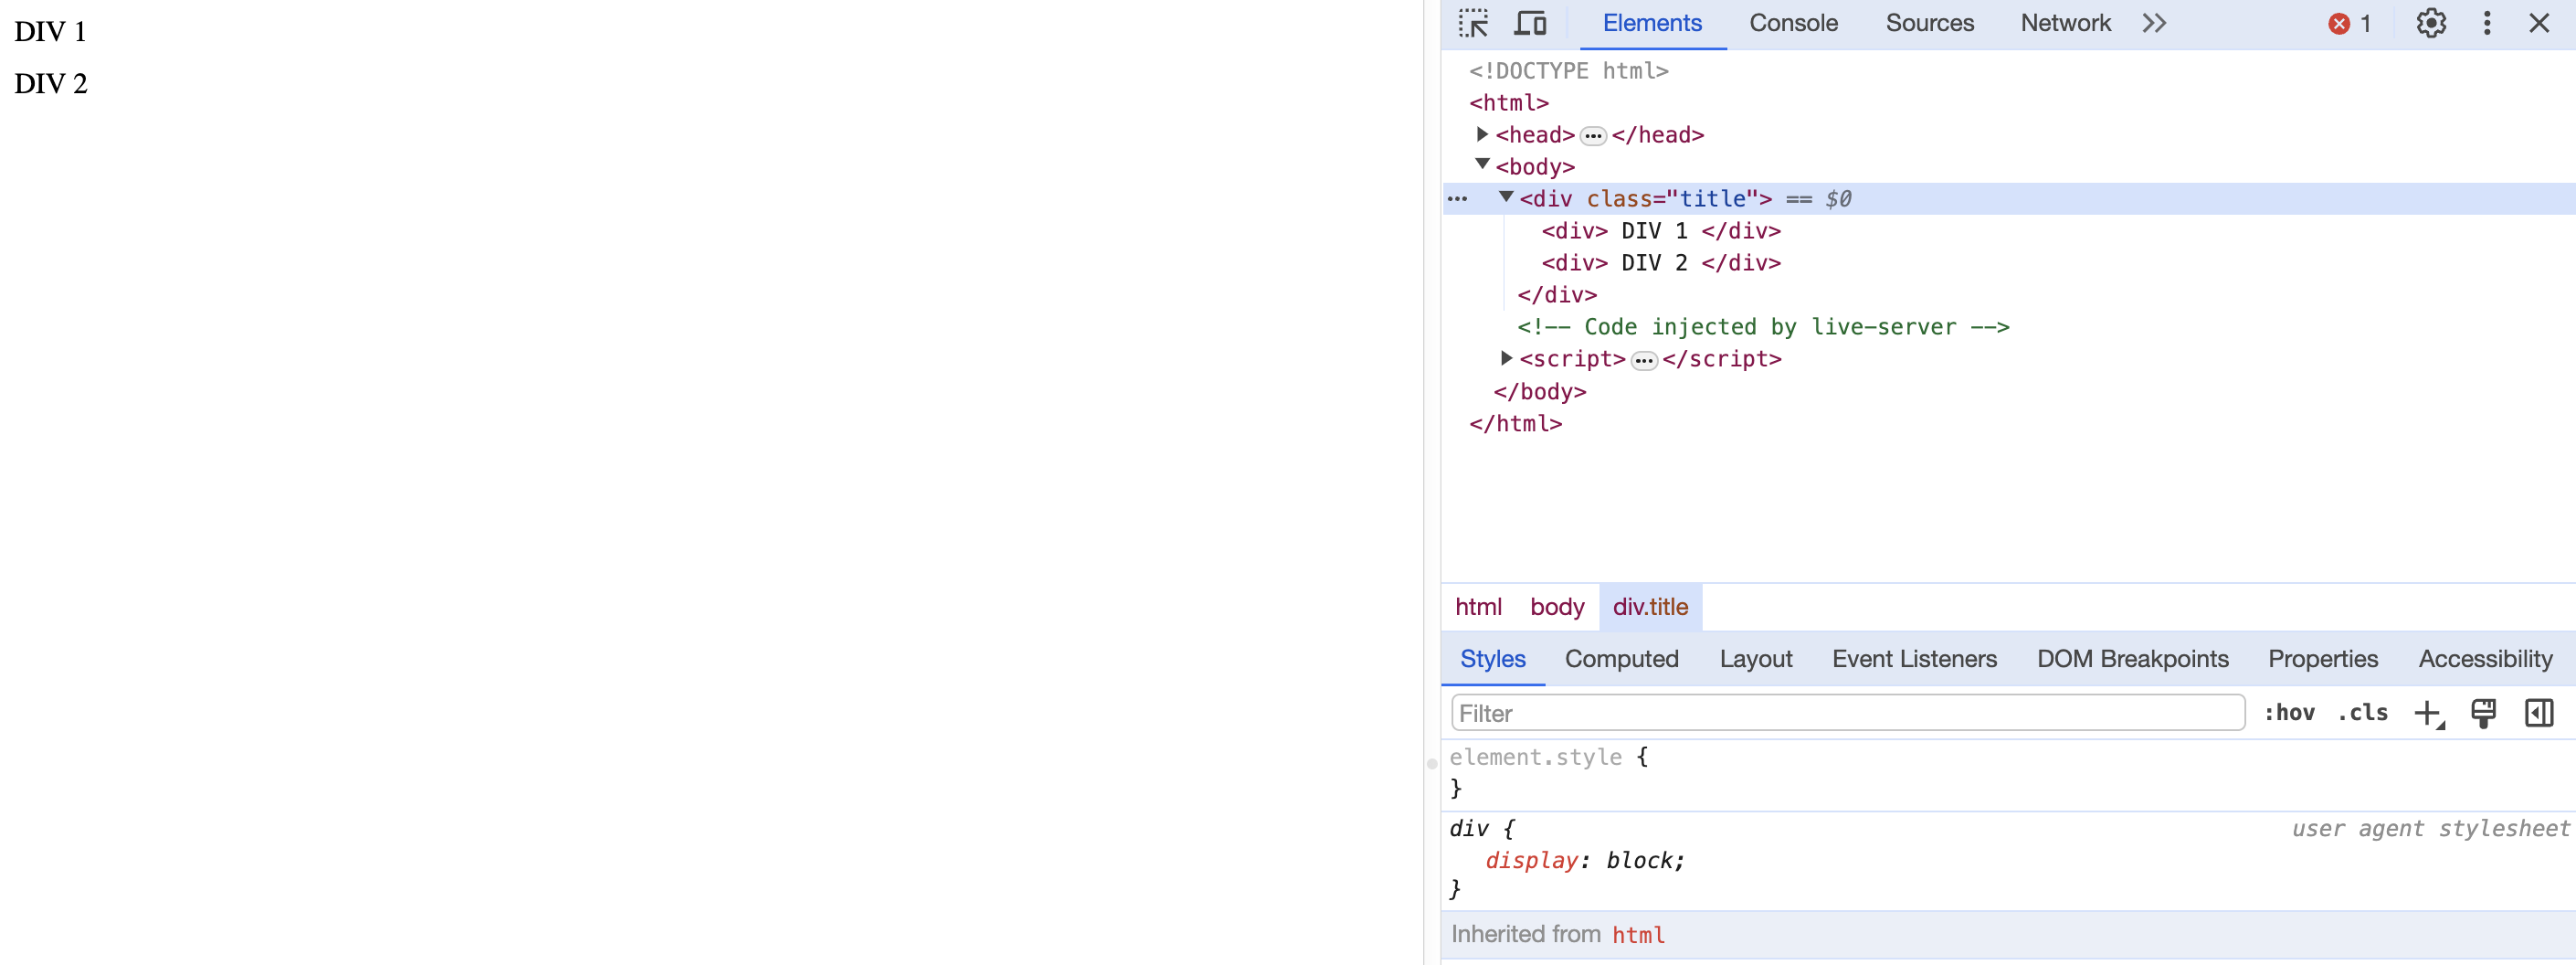 DIV 1
DIV 2
Elements Console Sources Network 1
<!DOCTYPE html>
<html>
<head> </head>
<body>
<div class="title"> == $0
<div> DIV 1 </div>
<div> DIV 2 </div>
</div>
<!-- Code injected by live-server -->
<script> </script>
</body>
</html>
html body div.title
Styles Computed Layout Event Listeners DOM Breakpoints Properties Accessibility
Filter :hov .cls
element.style {
}
div { user agent stylesheet
display: block;
}
Inherited from html